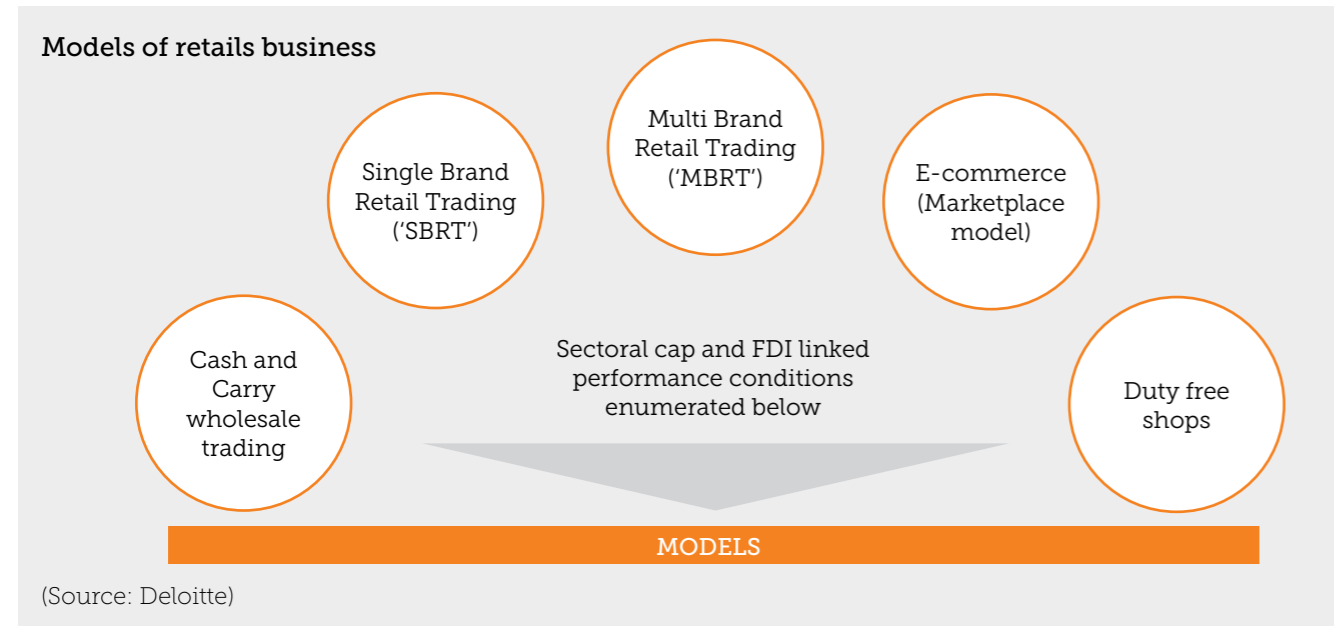 Models of retails business
Cash and
Carry
wholesale
trading
Single Brand
Retail Trading
(‘SBRT’)
Multi Brand
Retail Trading
(‘MBRT’)
E-commerce
(Marketplace
model)
Duty free
shops
Sectoral cap and FDI linked
performance conditions
enumerated below
MODELS
(Source: Deloitte)